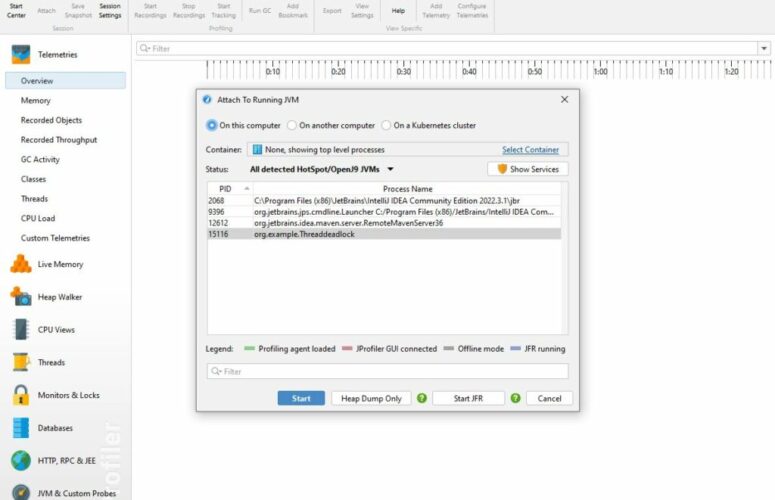 Start Center
Attach
Save Snapshot
Session Settings
Start Recordings
Stop Recordings
Start Tracking
Run GC
Add Bookmark
Export
View Settings
Help
Add Telemetry
Configure Telemetries
Session
Profiling
View Specific
Telemetries
Overview
Memory
Recorded Objects
Recorded Throughput
GC Activity
Classes
Threads
CPU Load
Custom Telemetries
Live Memory
Heap Walker
CPU Views
Threads
Monitors & Locks
Databases
HTTP, RPC & JEE
JVM & Custom Probes
rofiler
Filter
0:10 0:20 0:30 0:40 0:50 1:00 1:10 1:20
Attach To Running JVM
On this computer On another computer On a Kubernetes cluster
Container: None, showing top level processes Select Container
Status: All detected HotSpot/OpenJ9 JVMs Show Services
PID Process Name
2068 C:\Program Files (x86)\JetBrains\IntelliJ IDEA Community Edition 2022.3.1\jbr
9396 org.jetbrains.jps.cmdline.Launcher C:/Program Files (x86)/JetBrains/IntelliJ IDEA Com...
12612 org.jetbrains.idea.maven.server.RemoteMavenServer36
15116 org.example.Threaddeadlock
Legend: Profiling agent loaded JProfiler GUI connected Offline mode JFR running
Filter
Start Heap Dump Only ? Start JFR ? Cancel